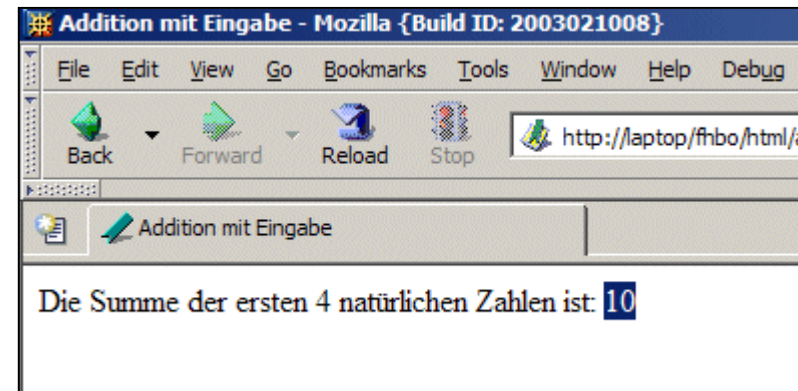 Addition mit Eingabe - Mozilla {Build ID: 2003021008}
File Edit View Go Bookmarks Tools Window Help Debug
Back Forward Reload Stop http://laptop/fhbo/html/
Addition mit Eingabe
Die Summe der ersten 4 natürlichen Zahlen ist: 10